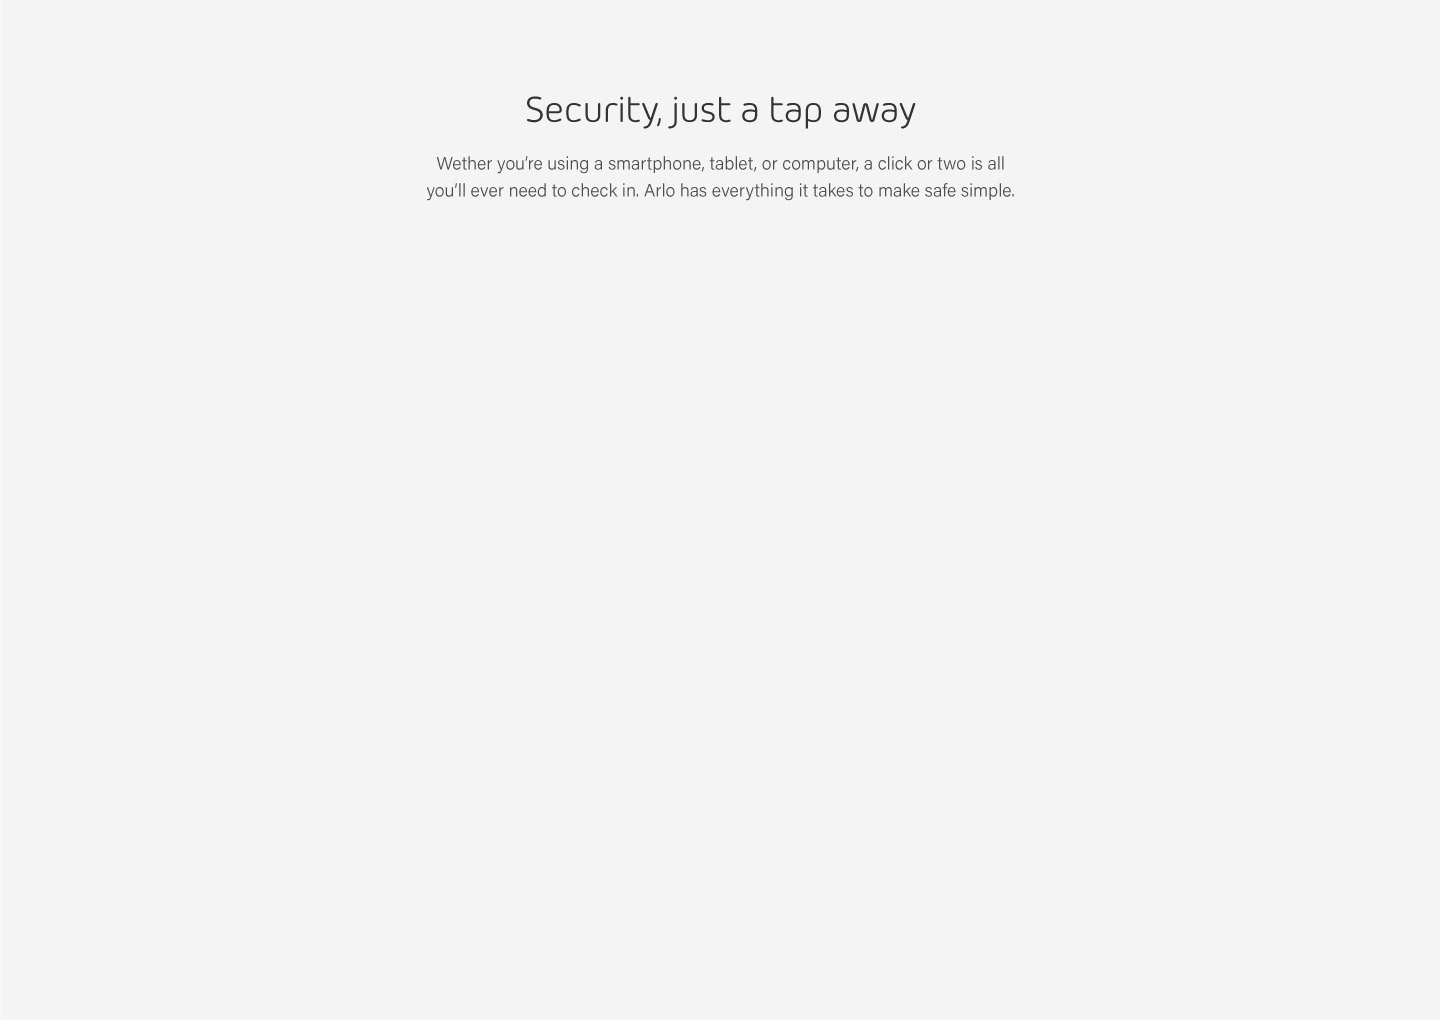 Security, just a tap away
Wether you’re using a smartphone, tablet, or computer, a click or two is all
you’ll ever need to check in. Arlo has everything it takes to make safe simple.